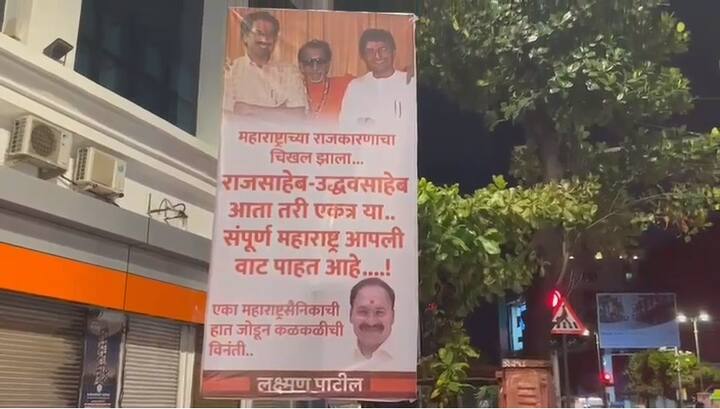 महाराष्ट्राच्या राजकारणाचा
चिखल झाला...
राजसाहेब-उद्धवसाहेब
आता तरी एकत्र या..
संपूर्ण महाराष्ट्र आपली
वाट पाहत आहे....!
एका महाराष्ट्रसैनिकाची
हात जोडून कळकळीची
विनंती..
लक्ष्मण पाटील